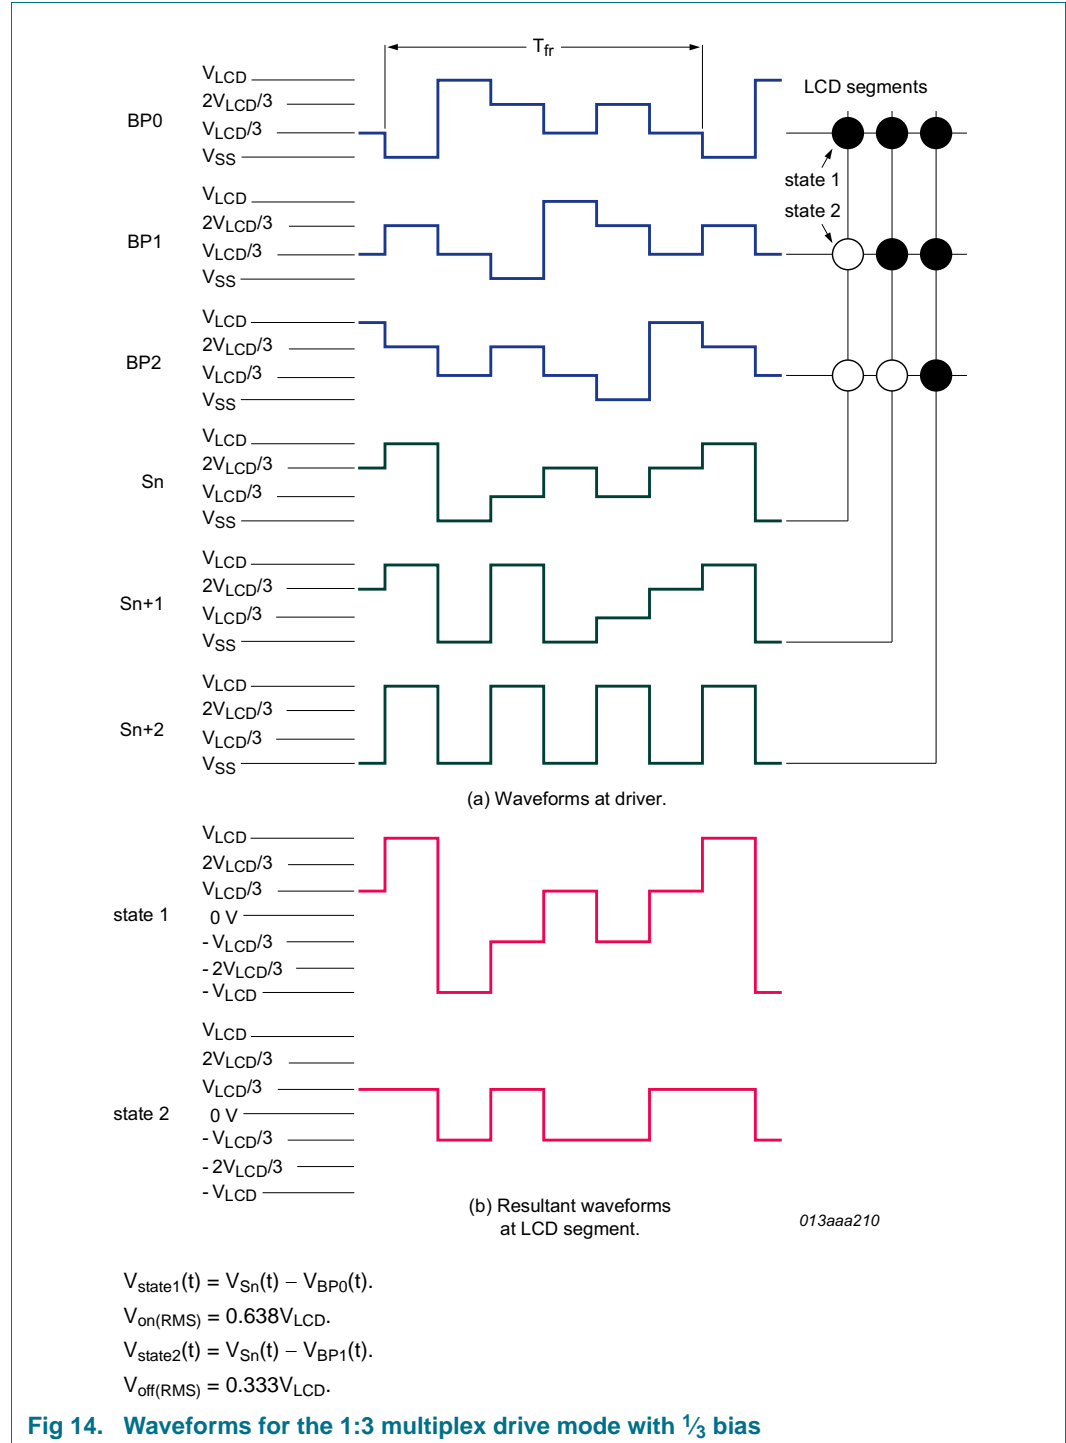 Tfr
LCD segments
BP0
VLCD
2VLCD/3
VLCD/3
VSS
state 1
state 2
BP1
VLCD
2VLCD/3
VLCD/3
VSS
BP2
VLCD
2VLCD/3
VLCD/3
VSS
Sn
VLCD
2VLCD/3
VLCD/3
VSS
Sn+1
VLCD
2VLCD/3
VLCD/3
VSS
Sn+2
VLCD
2VLCD/3
VLCD/3
VSS
(a) Waveforms at driver.
state 1
VLCD
2VLCD/3
VLCD/3
0 V
- VLCD/3
- 2VLCD/3
- VLCD
state 2
VLCD
2VLCD/3
VLCD/3
0 V
- VLCD/3
- 2VLCD/3
- VLCD
(b) Resultant waveforms
at LCD segment.
013aaa210
Vstate1(t) = VSn(t) − VBP0(t).
Von(RMS) = 0.638VLCD.
Vstate2(t) = VSn(t) − VBP1(t).
Voff(RMS) = 0.333VLCD.
Fig 14. Waveforms for the 1:3 multiplex drive mode with 1⁄3 bias